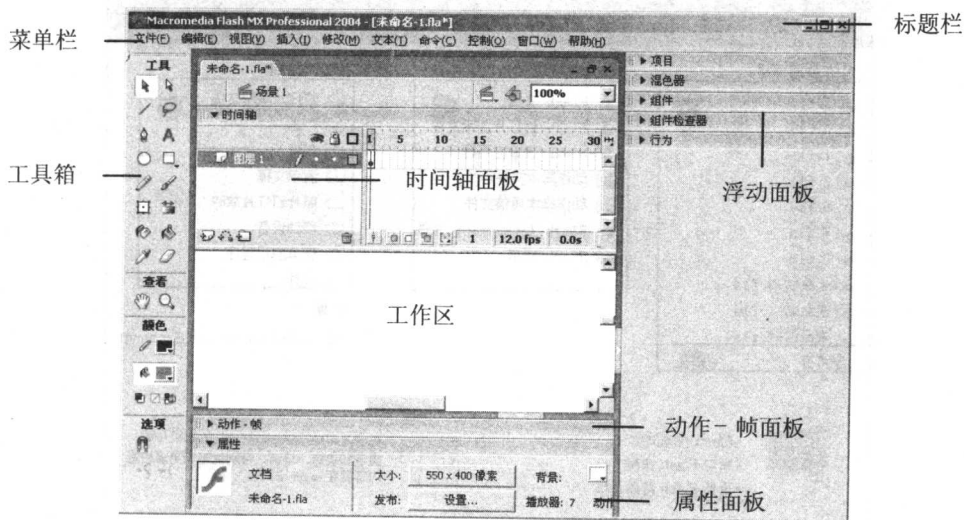 Macromedia Flash MX Professional 2004 - [未命名-1.fla*]
标题栏
菜单栏
文件(F) 编辑(E) 视图(V) 插入(I) 修改(M) 文本(T) 命令(C) 控制(O) 窗口(W) 帮助(H)
工具
未命名-1.fla*
项目
混色器
场景 1
100%
组件
时间轴
组件检查器
1 5 10 15 20 25 30
行为
图层 1
工具箱
时间轴面板
浮动面板
1 12.0 fps 0.0s
查看
工作区
颜色
选项
动作 - 帧
动作- 帧面板
属性
文档
大小: 550 x 400 像素 背景:
未命名-1.fla
发布: 设置... 播放器: 7 动作
属性面板